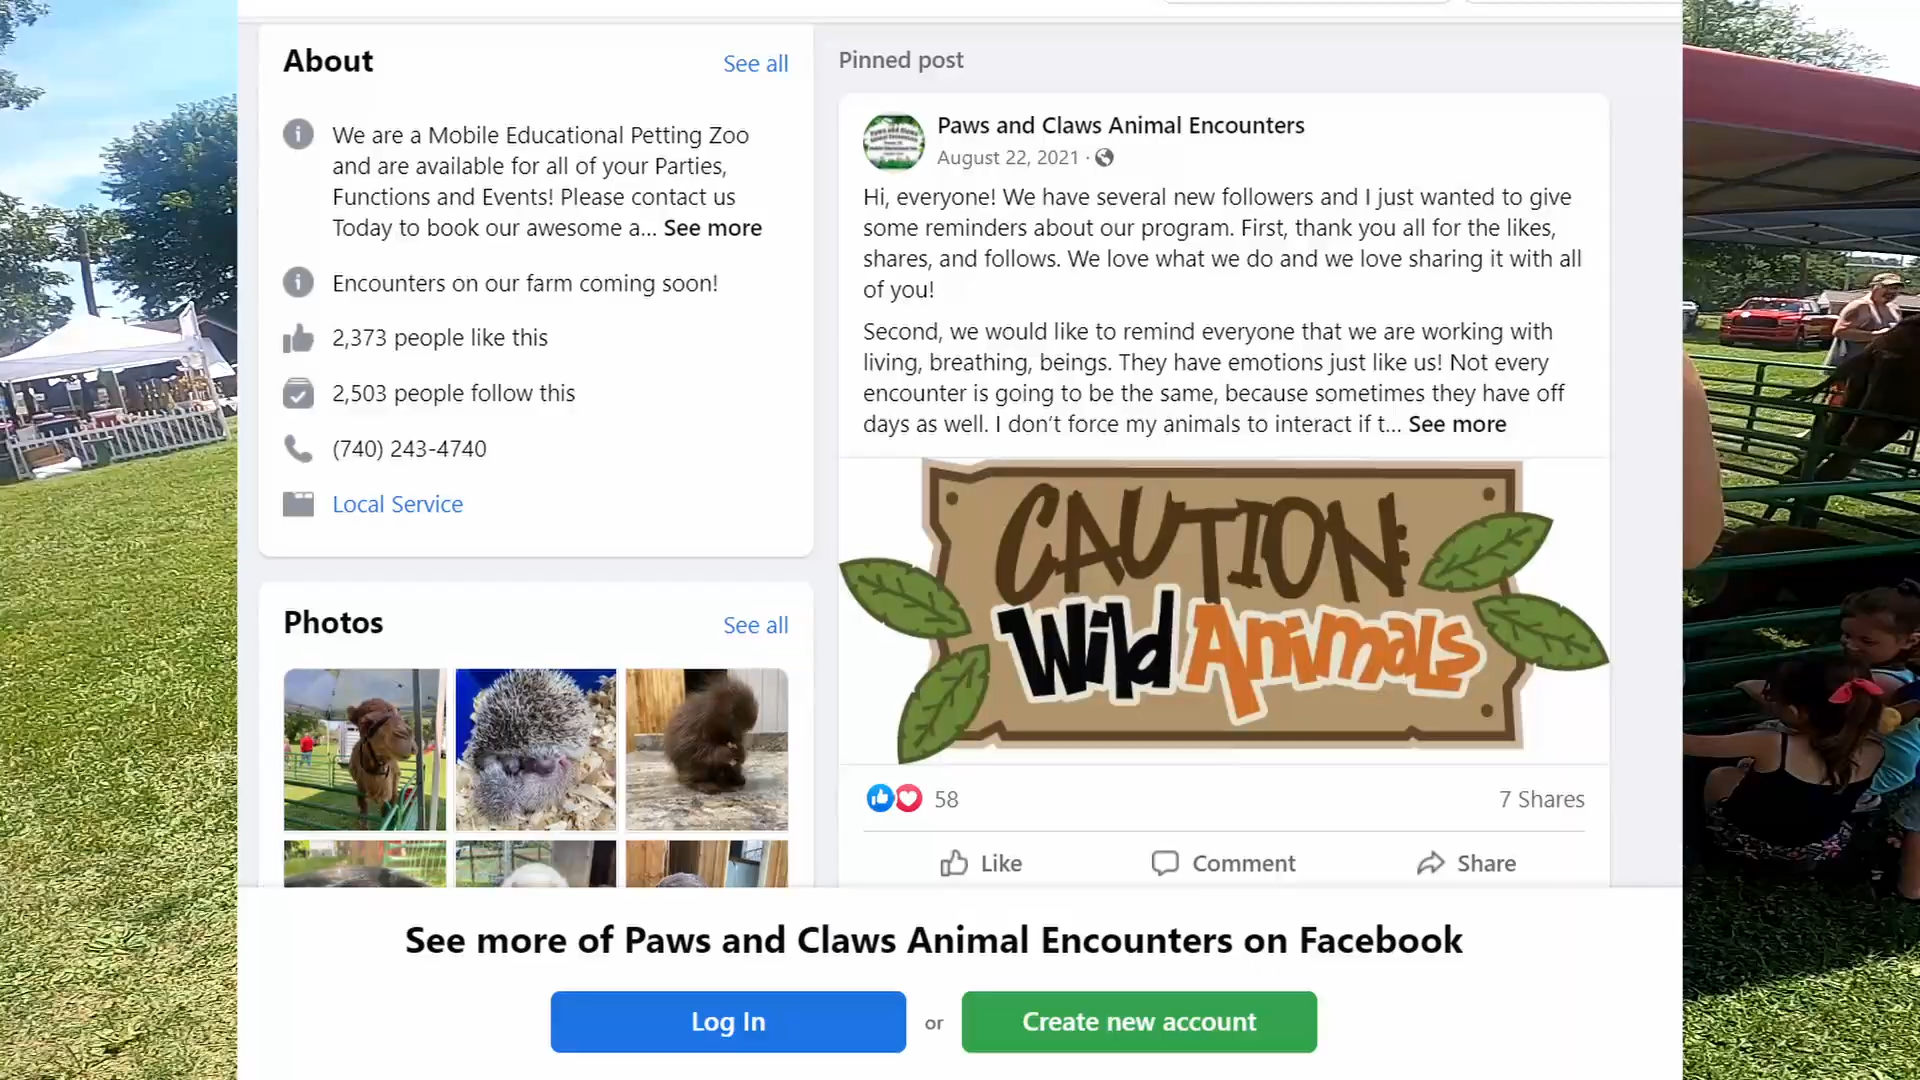 About
See all
We are a Mobile Educational Petting Zoo
and are available for all of your Parties,
Functions and Events! Please contact us
Today to book our awesome a... See more
Encounters on our farm coming soon!
2,373 people like this
2,503 people follow this
(740) 243-4740
Local Service
Photos
See all
Pinned post
Paws and Claws Animal Encounters
August 22, 2021 ·
Hi, everyone! We have several new followers and I just wanted to give
some reminders about our program. First, thank you all for the likes,
shares, and follows. We love what we do and we love sharing it with all
of you!
Second, we would like to remind everyone that we are working with
living, breathing, beings. They have emotions just like us! Not every
encounter is going to be the same, because sometimes they have off
days as well. I don’t force my animals to interact if t... See more
CAUTION:
Wild Animals
58
7 Shares
Like
Comment
Share
See more of Paws and Claws Animal Encounters on Facebook
Log In
or
Create new account